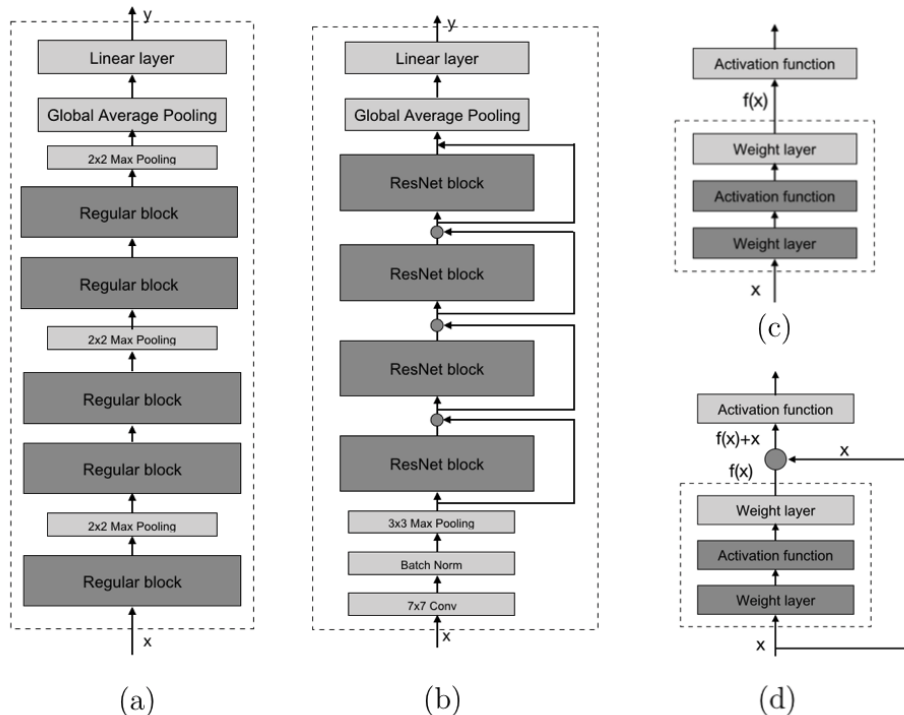 y
Linear layer
Global Average Pooling
2x2 Max Pooling
Regular block
Regular block
2x2 Max Pooling
Regular block
Regular block
2x2 Max Pooling
Regular block
x
(a)
y
Linear layer
Global Average Pooling
ResNet block
ResNet block
ResNet block
ResNet block
3x3 Max Pooling
Batch Norm
7x7 Conv
x
(b)
Activation function
f(x)
Weight layer
Activation function
Weight layer
x
(c)
Activation function
f(x)+x
x
f(x)
Weight layer
Activation function
Weight layer
x
(d)